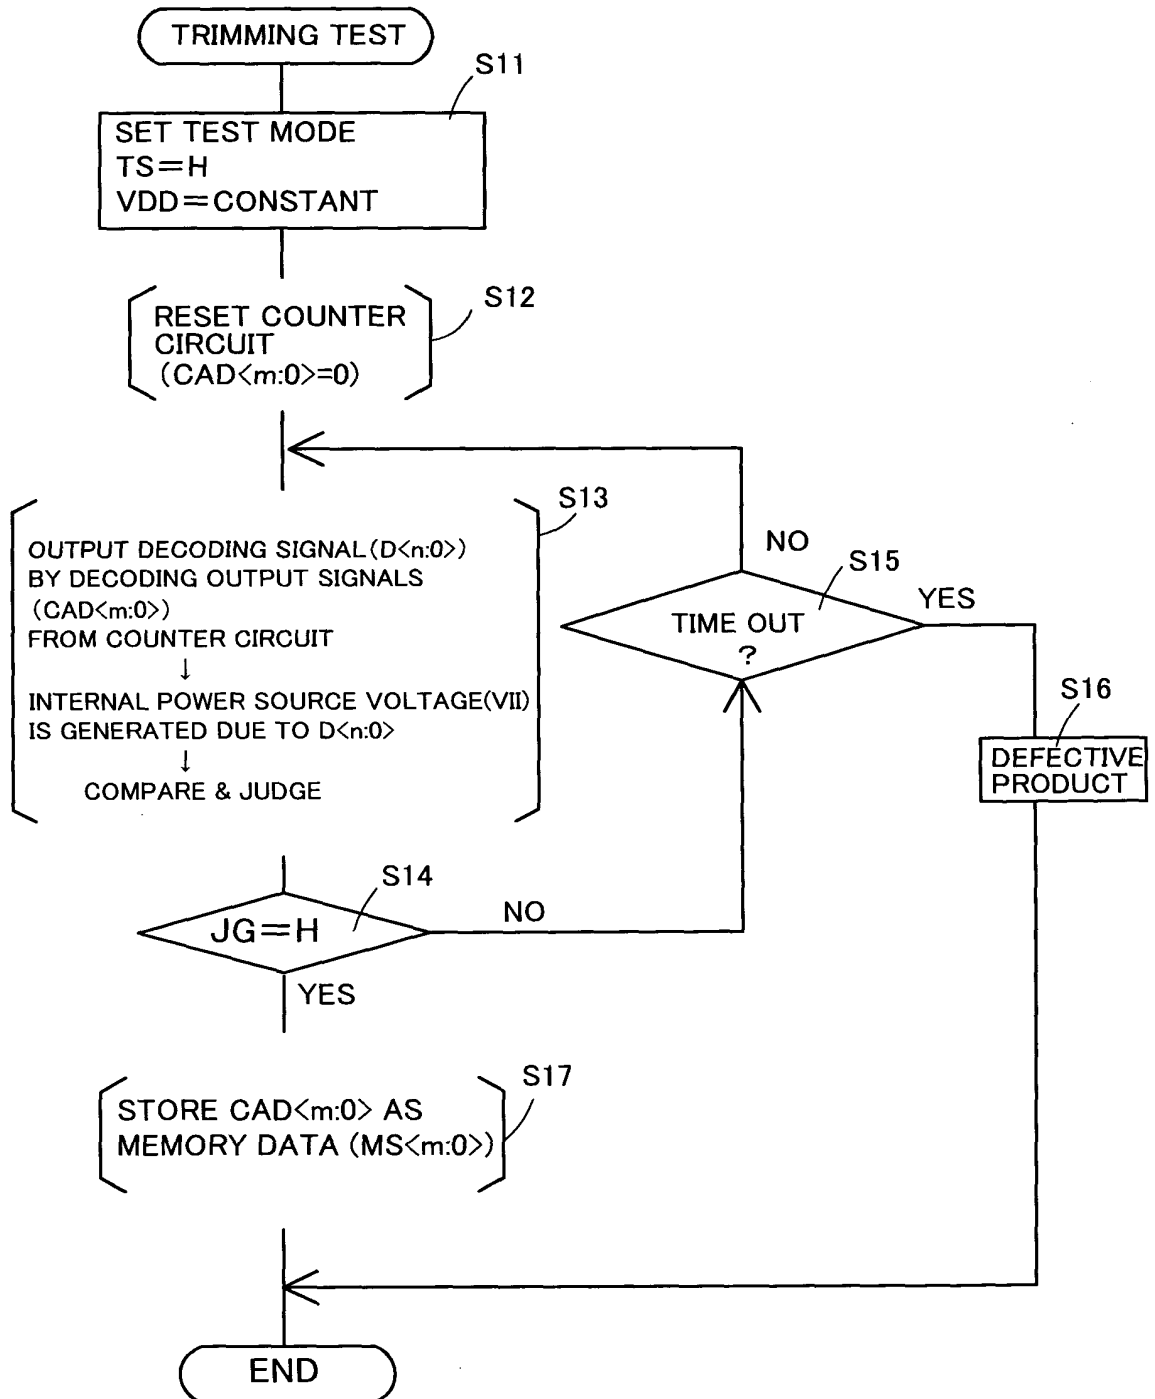 TRIMMING TEST
S11
SET TEST MODE
TS=H
VDD=CONSTANT
S12
RESET COUNTER
CIRCUIT
(CAD<m:0>=0)
S13
OUTPUT DECODING SIGNAL(D<n:0>)
BY DECODING OUTPUT SIGNALS
(CAD<m:0>)
FROM COUNTER CIRCUIT
↓
INTERNAL POWER SOURCE VOLTAGE(VII)
IS GENERATED DUE TO D<n:0>
↓
COMPARE & JUDGE
S14
JG=H
NO
YES
NO
S15
TIME OUT
?
YES
S16
DEFECTIVE
PRODUCT
S17
STORE CAD<m:0> AS
MEMORY DATA (MS<m:0>)
END